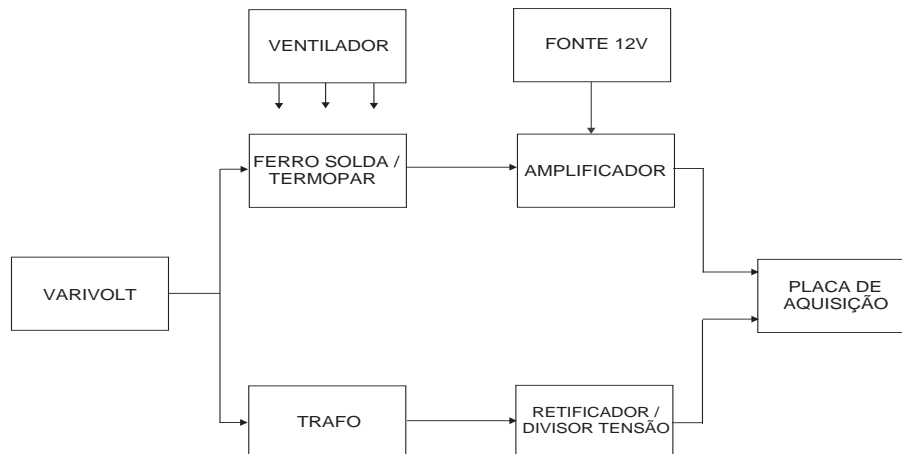 VENTILADOR
FONTE 12V
FERRO SOLDA /
TERMOPAR
AMPLIFICADOR
VARIVOLT
PLACA DE
AQUISIÇÃO
TRAFO
RETIFICADOR /
DIVISOR TENSÃO